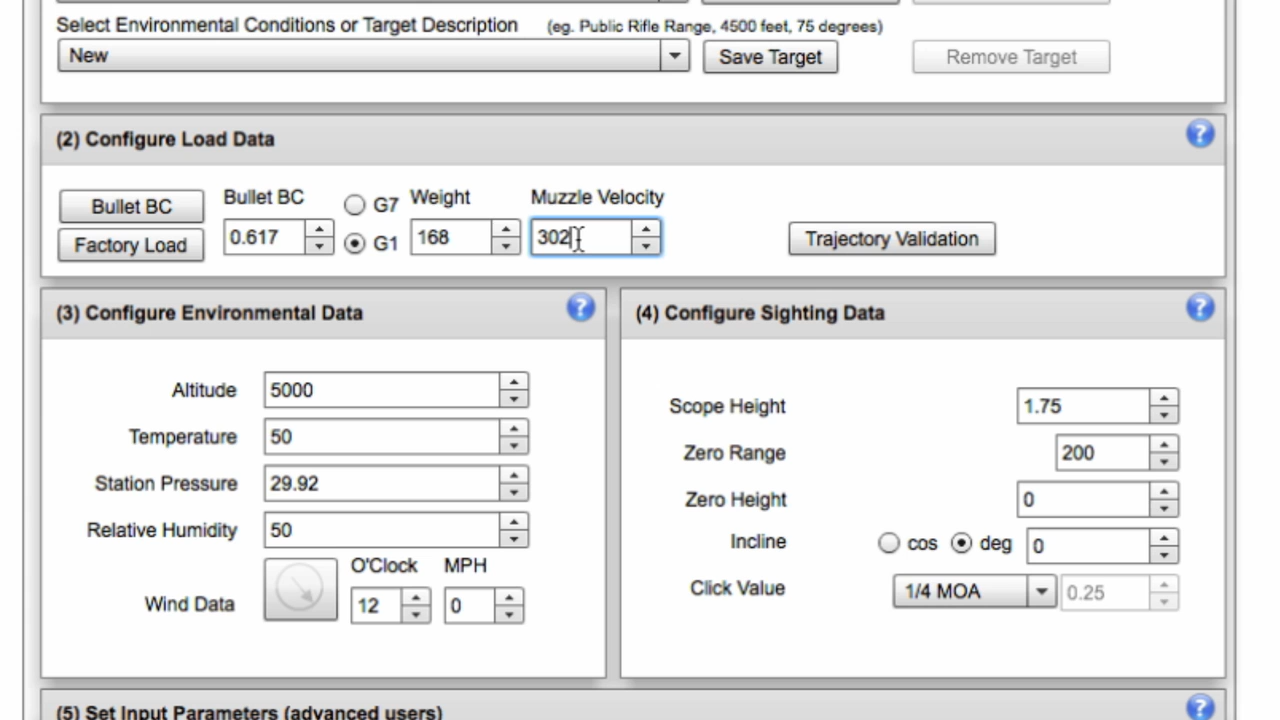 Select Environmental Conditions or Target Description (eg. Public Rifle Range, 4500 feet, 75 degrees)
New Save Target Remove Target
(2) Configure Load Data ?
Bullet BC Bullet BC G7 Weight Muzzle Velocity
Factory Load 0.617 G1 168 302 Trajectory Validation
(3) Configure Environmental Data ?
Altitude 5000
Temperature 50
Station Pressure 29.92
Relative Humidity 50
O'Clock MPH
Wind Data 12 0
(4) Configure Sighting Data ?
Scope Height 1.75
Zero Range 200
Zero Height 0
Incline cos deg 0
Click Value 1/4 MOA 0.25
(5) Set Input Parameters (advanced users) ?